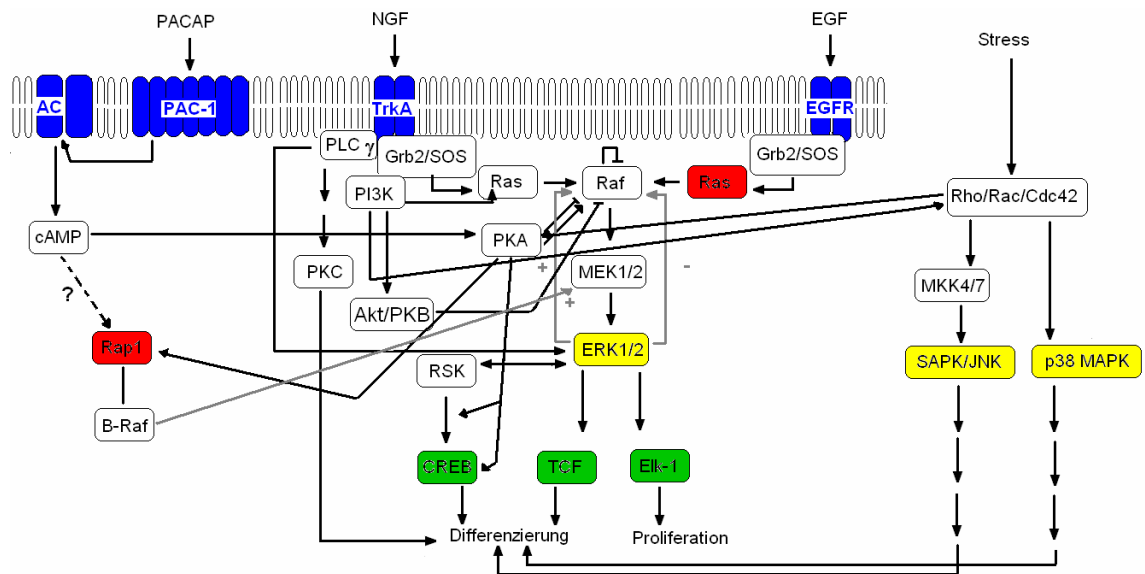 PACAP
NGF
EGF
Stress
AC
PAC-1
TrkA
EGFR
PLC γ
Grb2/SOS
Grb2/SOS
PI3K
Ras
Raf
Ras
Rho/Rac/Cdc42
cAMP
PKA
PKC
+
MEK1/2
-
MKK4/7
?
+
Akt/PKB
Rap1
ERK1/2
SAPK/JNK
p38 MAPK
RSK
B-Raf
CREB
TCF
Elk-1
Differenzierung
Proliferation